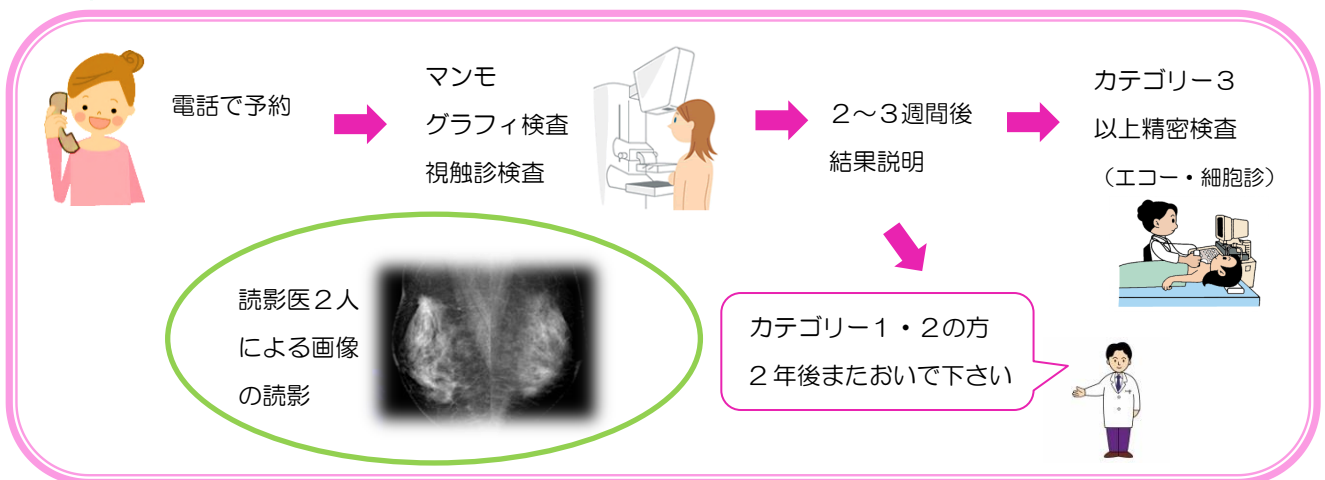 電話で予約
マンモ
グラフィ検査
視触診検査
２～３週間後
結果説明
カテゴリー３
以上精密検査
（エコー・細胞診）
読影医２人
による画像
の読影
カテゴリー１・２の方
２年後またおいで下さい